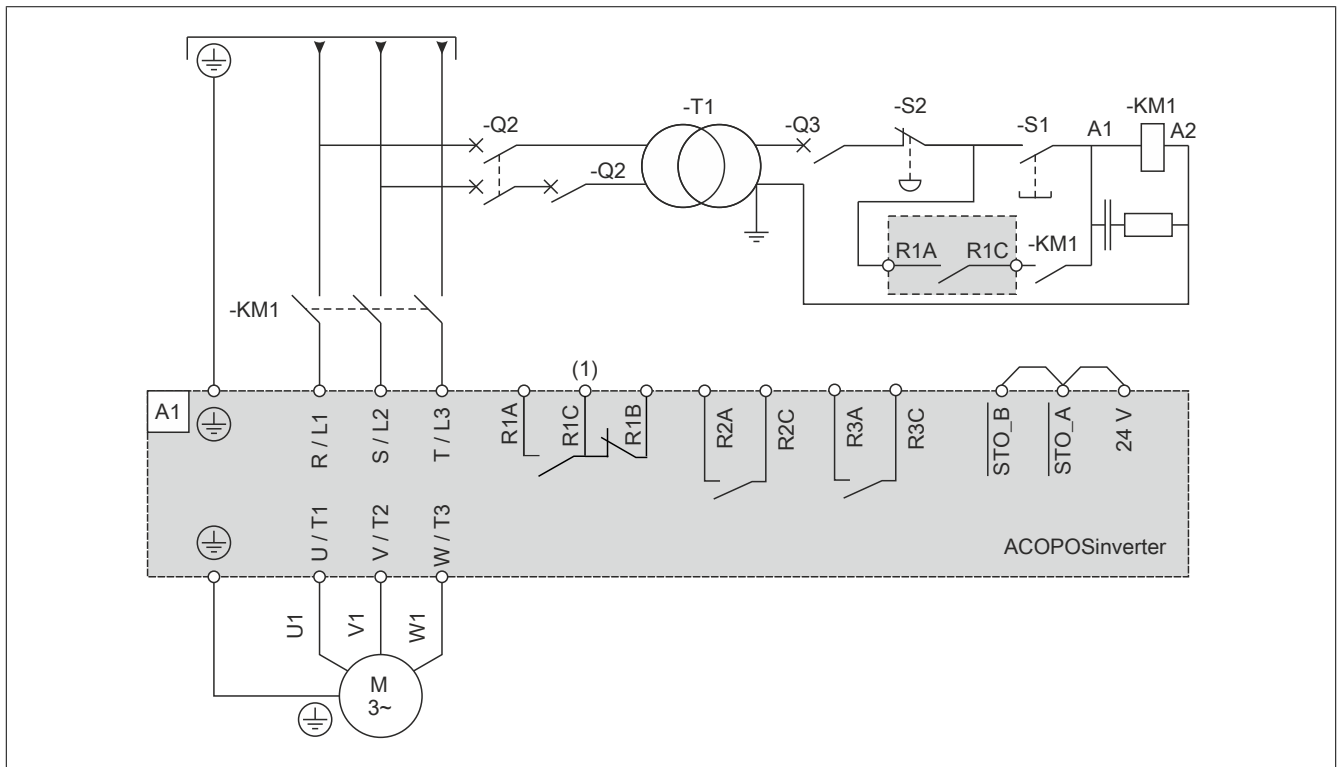 -T1
-S2
-KM1
-Q2
-Q3
-S1
A1
A2
-Q2
R1A
R1C
-KM1
-KM1
(1)
A1
R / L1
S / L2
T / L3
R1A
R1C
R1B
R2A
R2C
R3A
R3C
STO_B
STO_A
24 V
U / T1
V / T2
W / T3
ACOPOSinverter
U1
V1
W1
M
3~